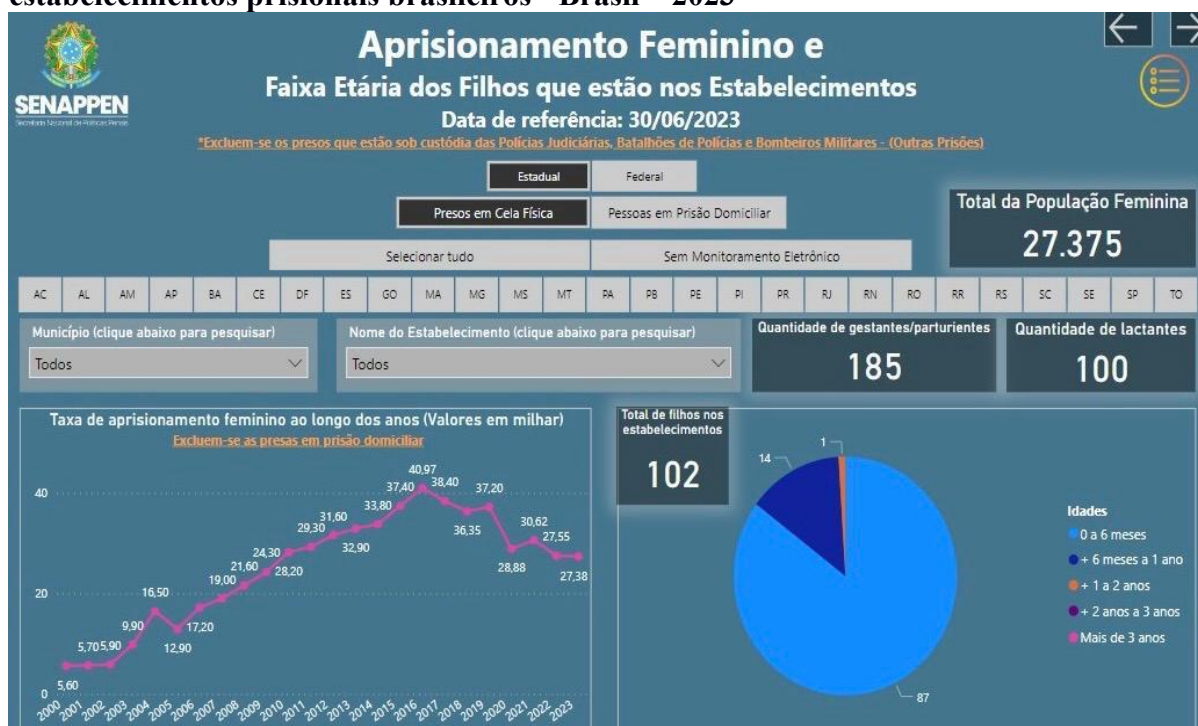 estabelecimentos prisionais brasileiros - Brasil – 2023
SENAPPEN
Secretaria Nacional de Políticas Penais
Aprisionamento Feminino e
Faixa Etária dos Filhos que estão nos Estabelecimentos
Data de referência: 30/06/2023
*Excluem-se os presos que estão sob custódia das Polícias Judiciárias, Batalhões de Polícias e Bombeiros Militares - (Outras Prisões)
Estadual
Federal
Presos em Cela Física
Pessoas em Prisão Domiciliar
Total da População Feminina
27.375
Selecionar tudo
Sem Monitoramento Eletrônico
AC AL AM AP BA CE DF ES GO MA MG MS MT PA PB PE PI PR RJ RN RO RR RS SC SE SP TO
Município (clique abaixo para pesquisar)
Todos
Nome do Estabelecimento (clique abaixo para pesquisar)
Todos
Quantidade de gestantes/parturientes
185
Quantidade de lactantes
100
Taxa de aprisionamento feminino ao longo dos anos (Valores em milhar)
Excluem-se as presas em prisão domiciliar
40
20
0
5,60
5,70
5,90
9,90
16,50
12,90
17,20
19,00
21,60
24,30
28,20
29,30
31,60
32,90
33,80
37,40
40,97
38,40
36,35
37,20
28,88
30,62
27,55
27,38
2000 2001 2002 2003 2004 2005 2006 2007 2008 2009 2010 2011 2012 2013 2014 2015 2016 2017 2018 2019 2020 2021 2022 2023
Total de filhos nos
estabelecimentos
102
14
1
87
Idades
0 a 6 meses
+ 6 meses a 1 ano
+ 1 a 2 anos
+ 2 anos a 3 anos
Mais de 3 anos